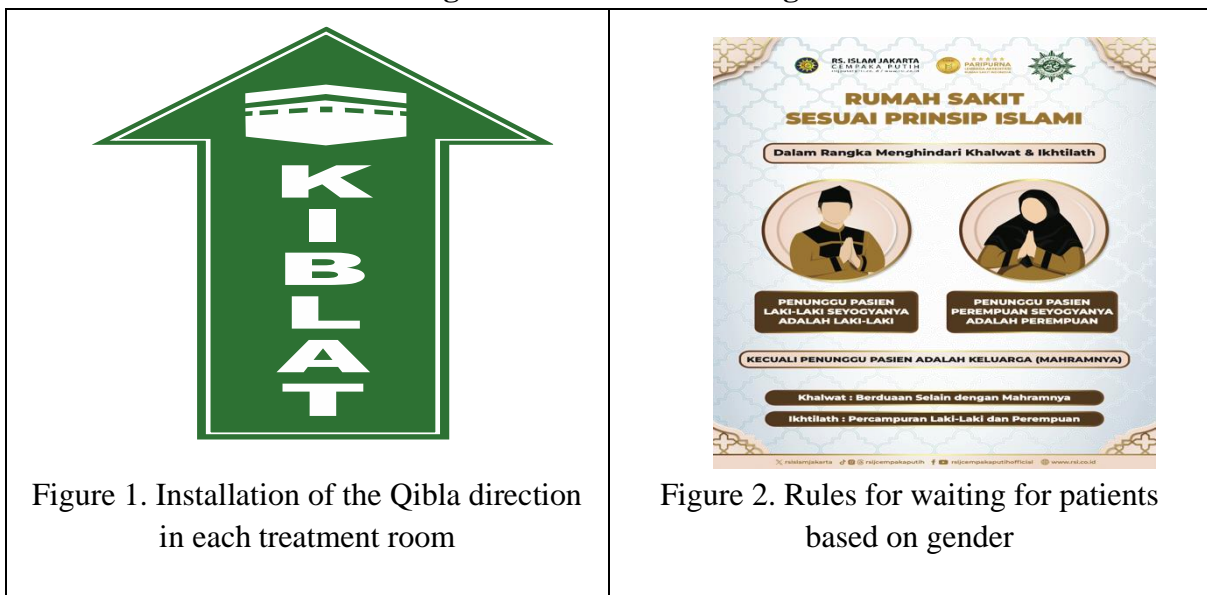 K
I
B
L
A
T
Figure 1. Installation of the Qibla direction
in each treatment room
RS. ISLAM JAKARTA
CEMPAKA PUTIH
PARIPURNA
RUMAH SAKIT
SESUAI PRINSIP ISLAMI
Dalam Rangka Menghindari Khalwat & Ikhtilath
PENUNGGU PASIEN
LAKI-LAKI SEYOGYANYA
ADALAH LAKI-LAKI
PENUNGGU PASIEN
PEREMPUAN SEYOGYANYA
ADALAH PEREMPUAN
KECUALI PENUNGGU PASIEN ADALAH KELUARGA (MAHRAMNYA)
Khalwat : Berduaan Selain dengan Mahramnya
Ikhtilath : Percampuran Laki-Laki dan Perempuan
rsislamjakarta rsijcempakaputih rsijcempakaputihofficial www.rsi.co.id
Figure 2. Rules for waiting for patients
based on gender